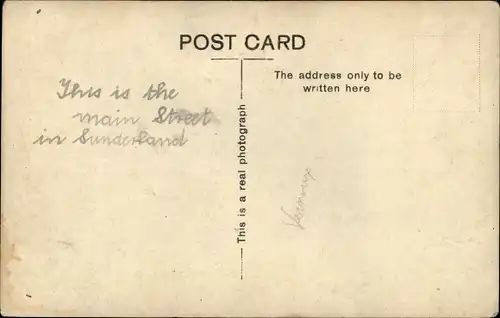 POST CARD
This is the
main Street
in Sunderland
The address only to be
written here
This is a real photograph